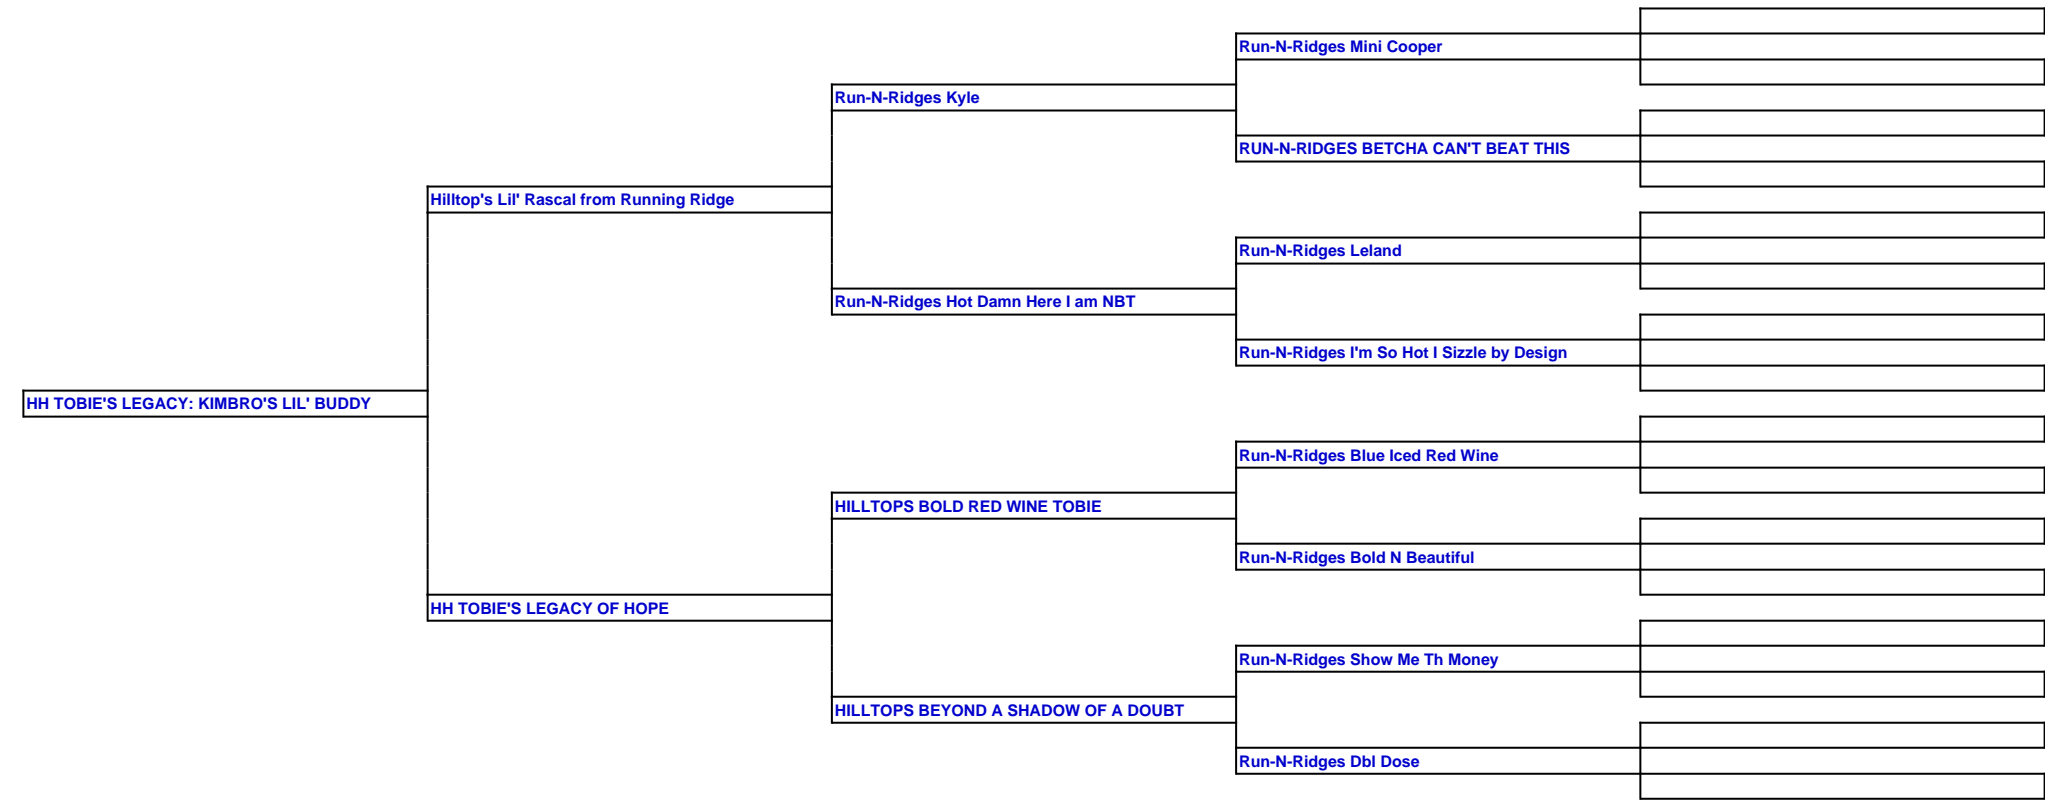 Run-N-Ridges Mini Cooper
Run-N-Ridges Kyle
RUN-N-RIDGES BETCHA CAN'T BEAT THIS
Hilltop's Lil' Rascal from Running Ridge
Run-N-Ridges Leland
Run-N-Ridges Hot Damn Here I am NBT
Run-N-Ridges I'm So Hot I Sizzle by Design
HH TOBIE'S LEGACY: KIMBRO'S LIL' BUDDY
Run-N-Ridges Blue Iced Red Wine
HILLTOPS BOLD RED WINE TOBIE
Run-N-Ridges Bold N Beautiful
HH TOBIE'S LEGACY OF HOPE
Run-N-Ridges Show Me Th Money
HILLTOPS BEYOND A SHADOW OF A DOUBT
Run-N-Ridges Dbl Dose